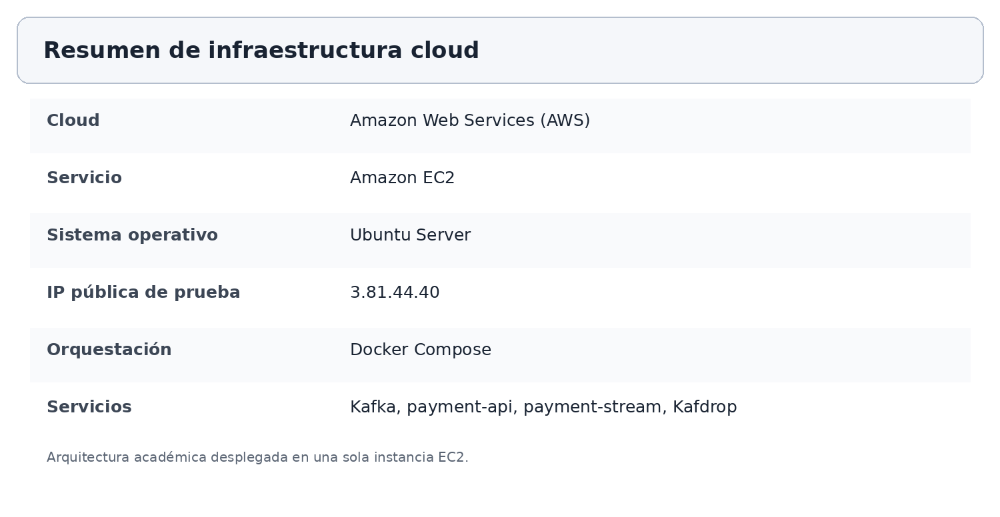 Resumen de infraestructura cloud
Cloud Amazon Web Services (AWS)
Servicio Amazon EC2
Sistema operativo Ubuntu Server
IP pública de prueba 3.81.44.40
Orquestación Docker Compose
Servicios Kafka, payment-api, payment-stream, Kafdrop
Arquitectura académica desplegada en una sola instancia EC2.